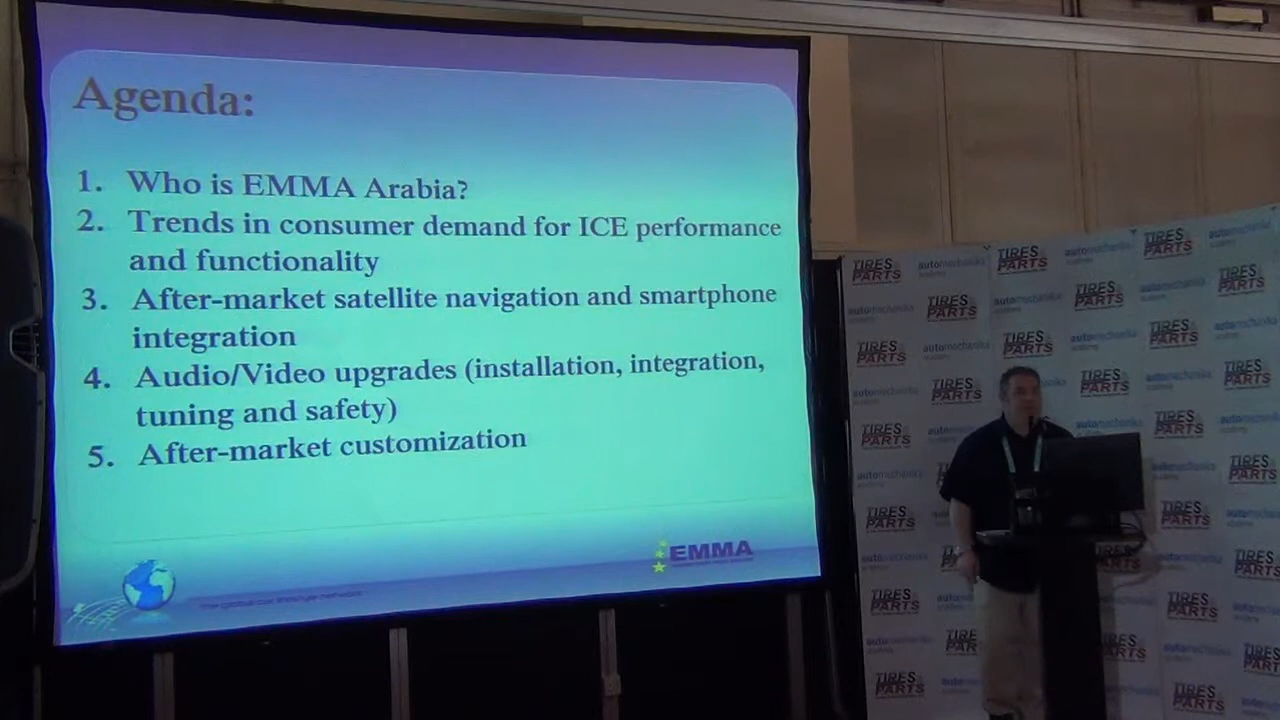 Agenda:
1. Who is EMMA Arabia?
2. Trends in consumer demand for ICE performance
and functionality
3. After-market satellite navigation and smartphone
integration
4. Audio/Video upgrades (installation, integration,
tuning and safety)
5. After-market customization
EMMA
TIRES &
PARTS
automechanika
academy